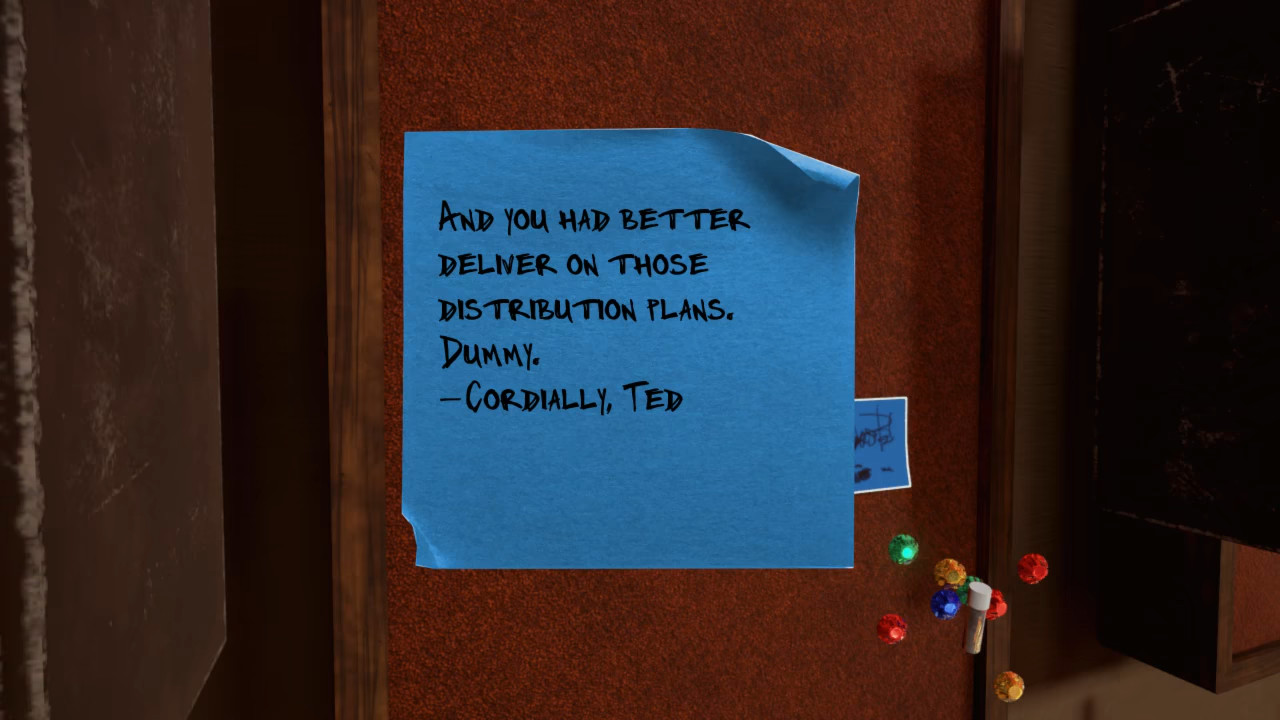 And you had better
deliver on those
distribution plans.
Dummy.
–Cordially, Ted